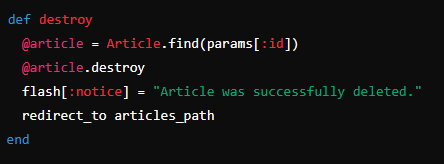 def destroy
  @article = Article.find(params[:id])
  @article.destroy
  flash[:notice] = "Article was successfully deleted."
  redirect_to articles_path
end